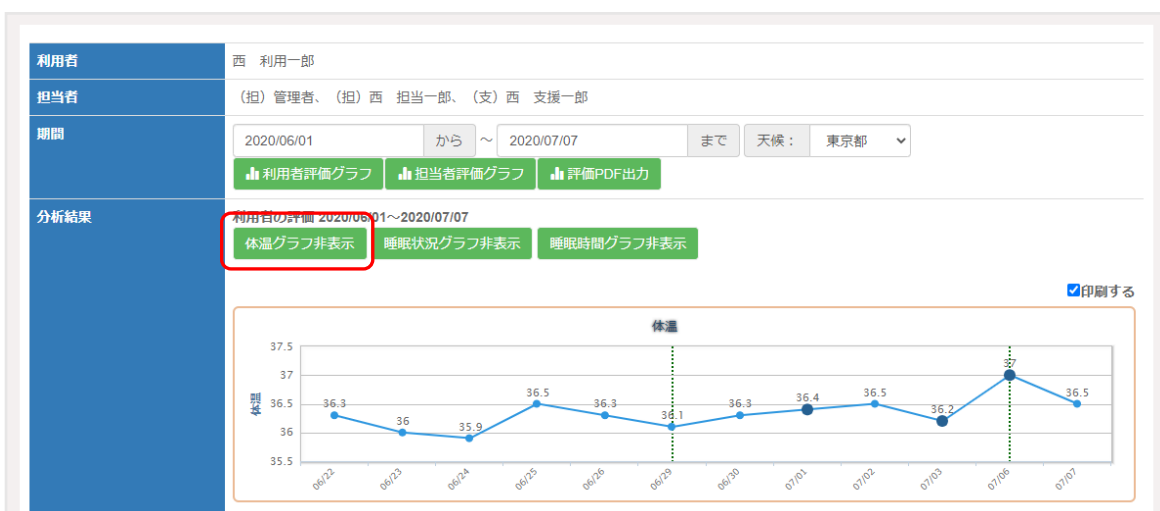 利用者 西 利用一郎
担当者 (担)管理者、(担)西 担当一郎、(支)西 支援一郎
期間 2020/06/01 から ～ 2020/07/07 まで 天候： 東京都
利用者評価グラフ 担当者評価グラフ 評価PDF出力
分析結果 利用者の評価 2020/06/01～2020/07/07
体温グラフ非表示 睡眠状況グラフ非表示 睡眠時間グラフ非表示
印刷する
体温
37.5
37
36.5
36
35.5
体温
36.3 36 35.9 36.5 36.3 36.1 36.3 36.4 36.5 36.2 37 36.5
06/22 06/23 06/24 06/25 06/26 06/29 06/30 07/01 07/02 07/03 07/06 07/07